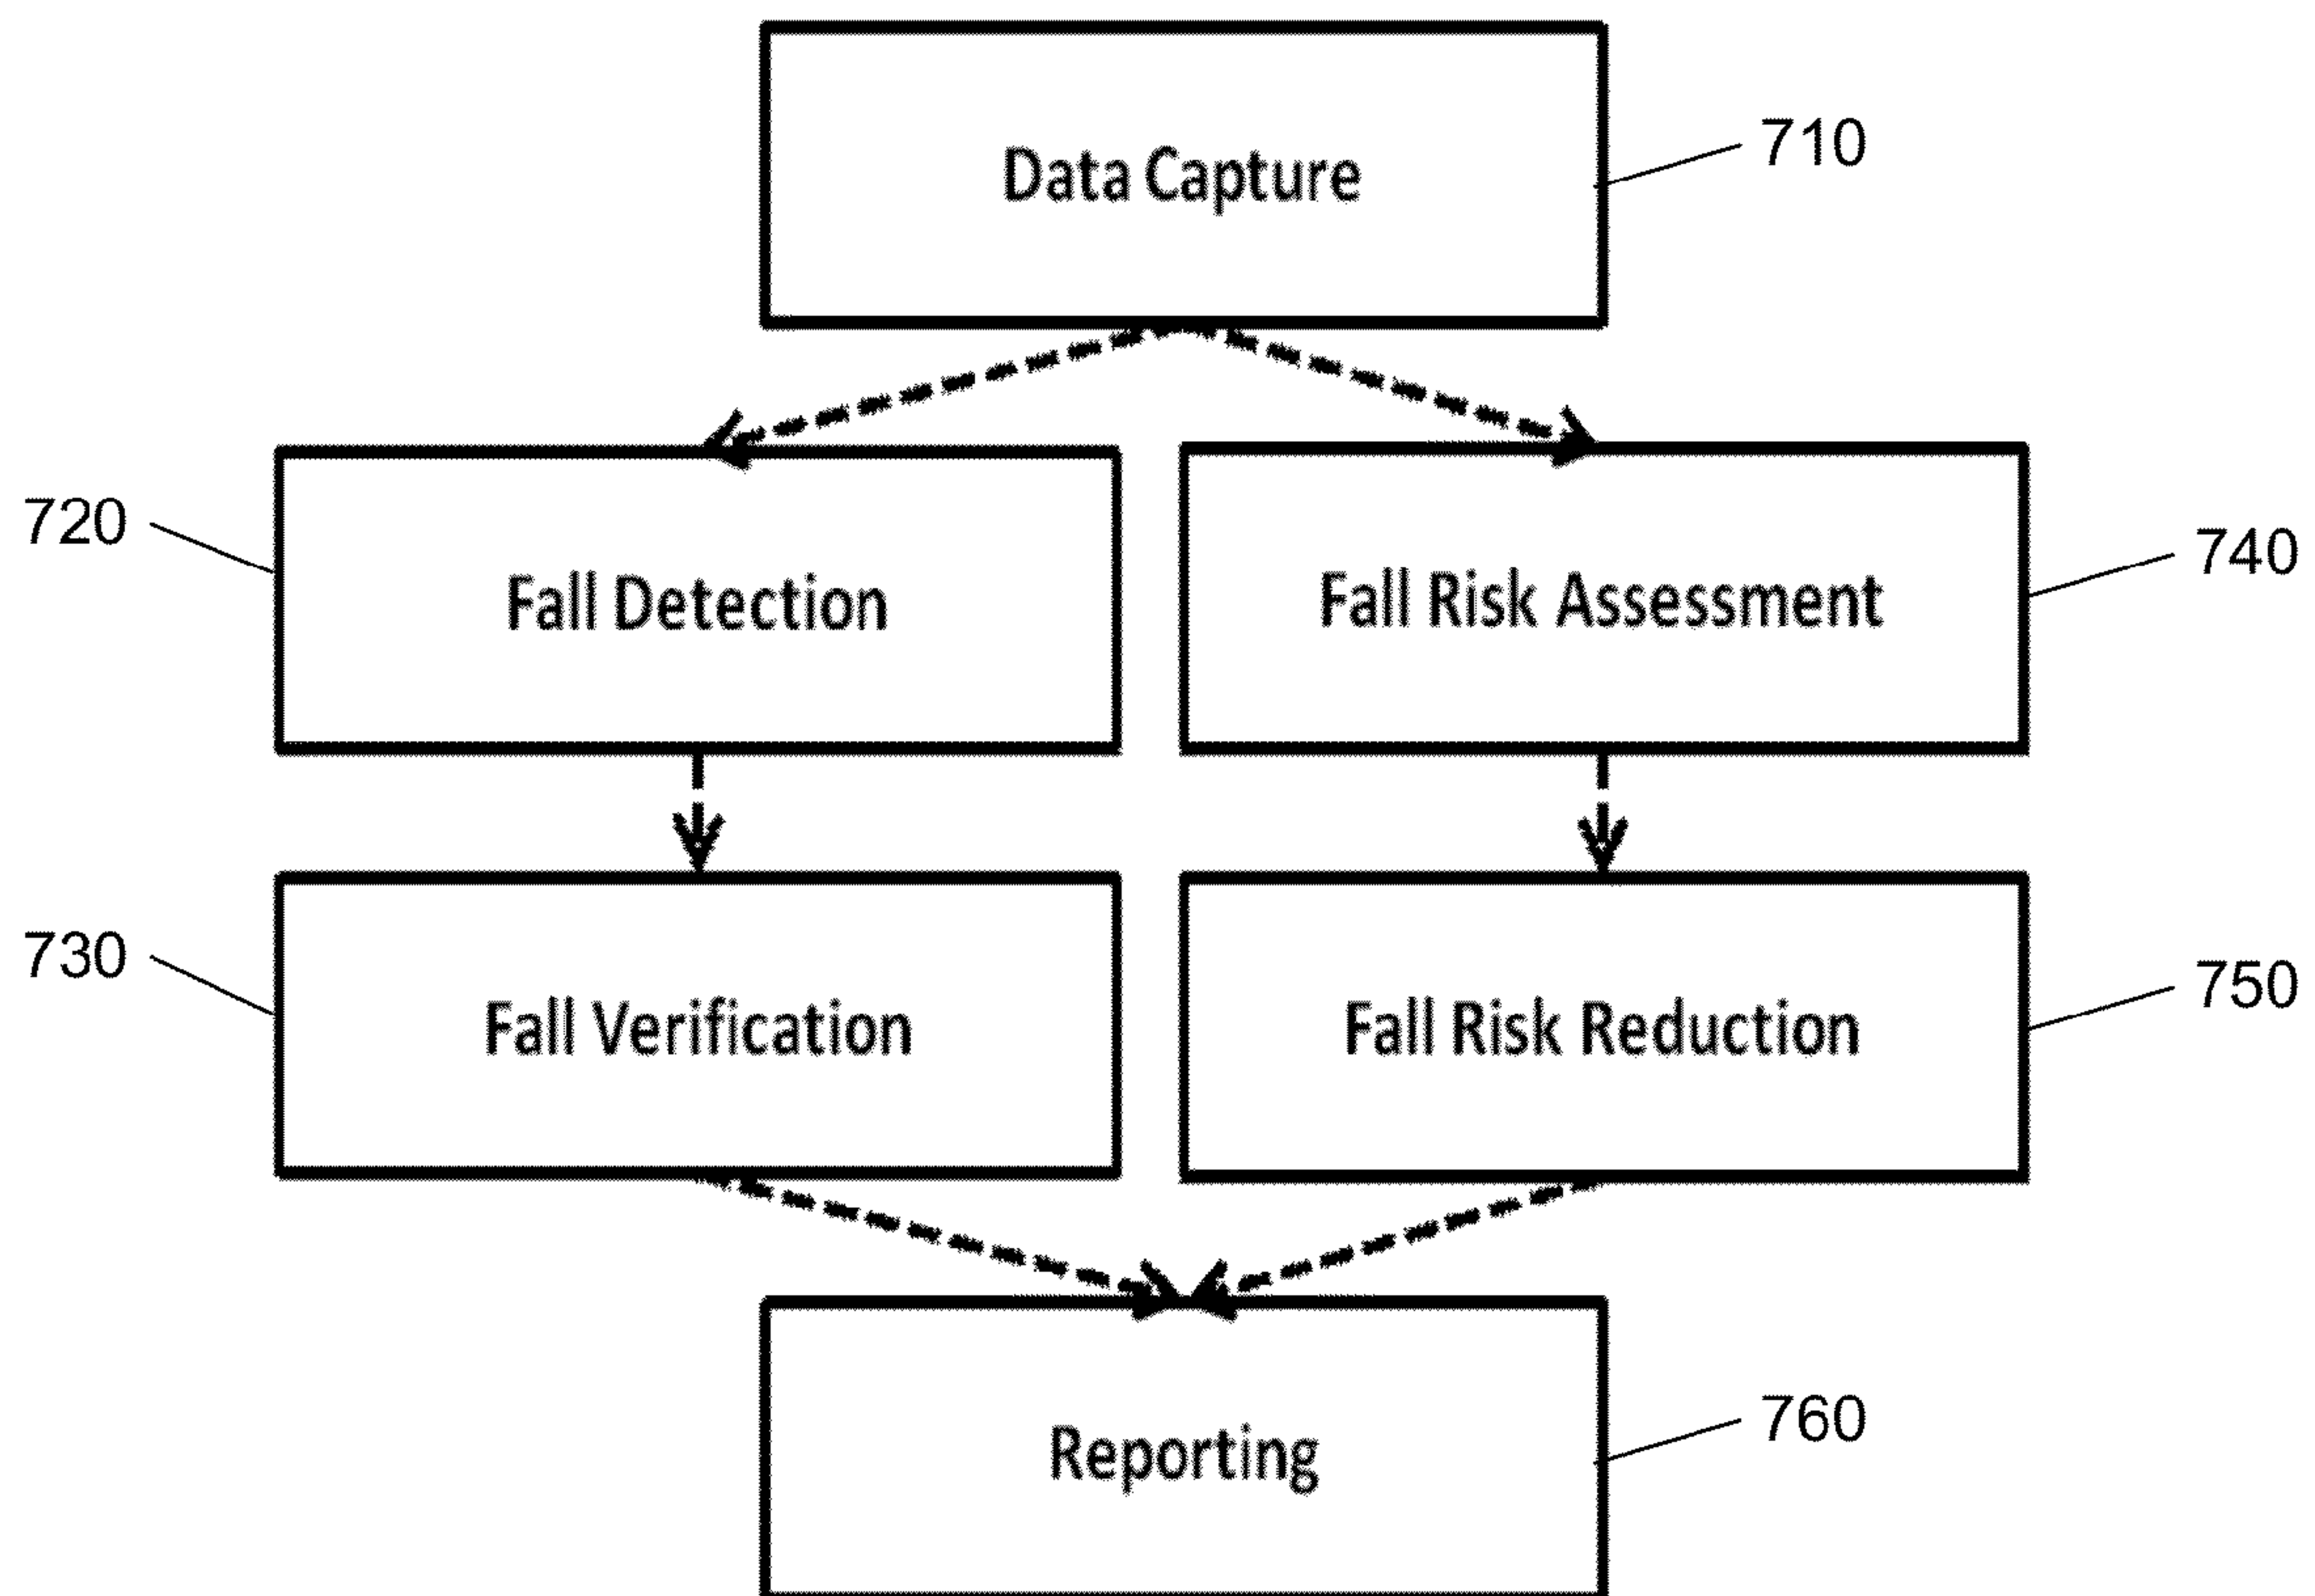 Data Capture
710
720
Fall Detection
Fall Risk Assessment
740
730
Fall Verification
Fall Risk Reduction
750
Reporting
760